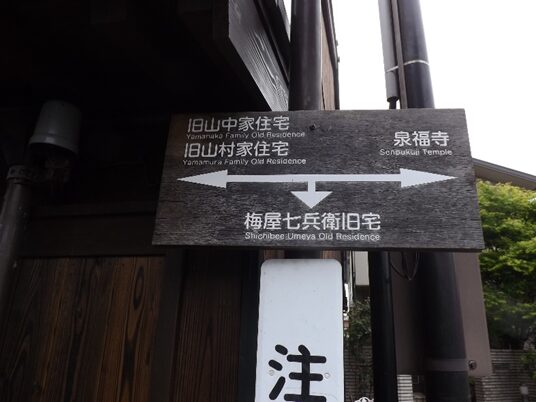 旧山中家住宅
Yamanaka Family Old Residence
旧山村家住宅
Yamamura Family Old Residence
泉福寺
Senpukuji Temple
梅屋七兵衛旧宅
Shichibee Umeya Old Residence
注